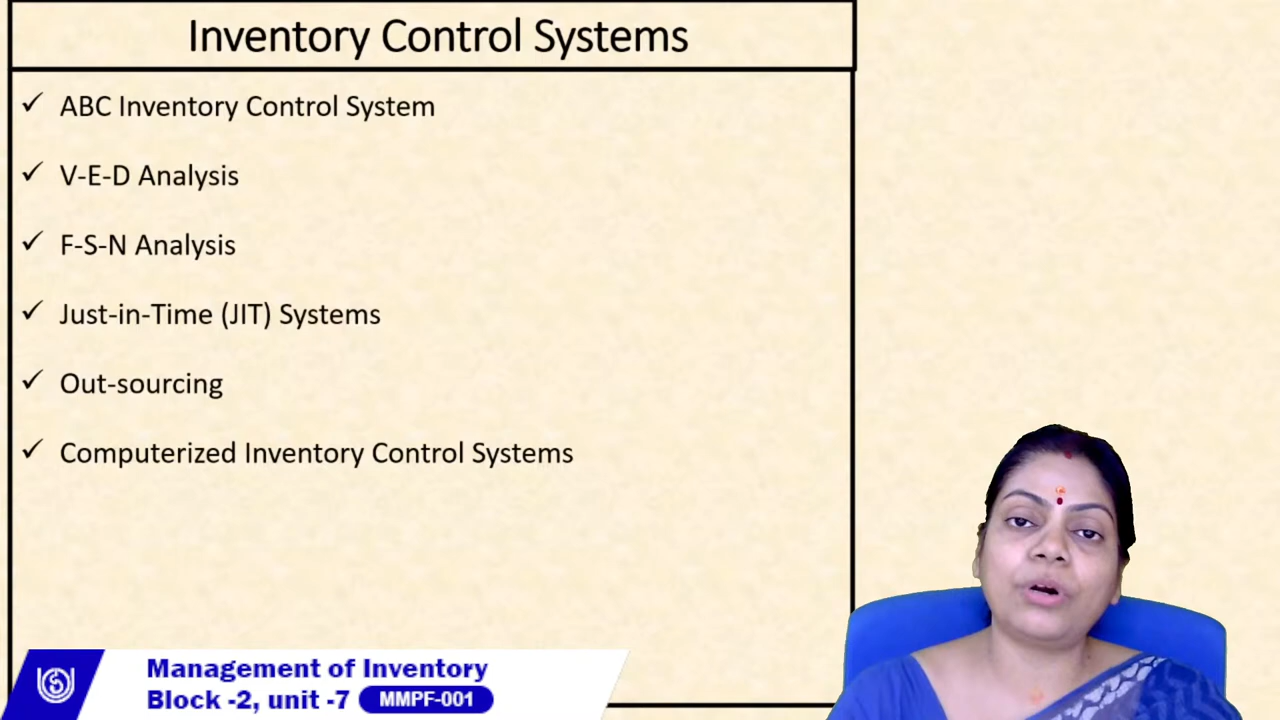 Inventory Control Systems
✓ ABC Inventory Control System
✓ V-E-D Analysis
✓ F-S-N Analysis
✓ Just-in-Time (JIT) Systems
✓ Out-sourcing
✓ Computerized Inventory Control Systems
Management of Inventory
Block -2, unit -7 MMPF-001